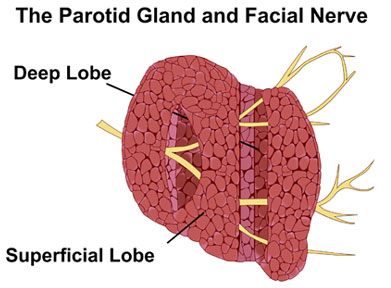 The Parotid Gland and Facial Nerve
Deep Lobe
Superficial Lobe